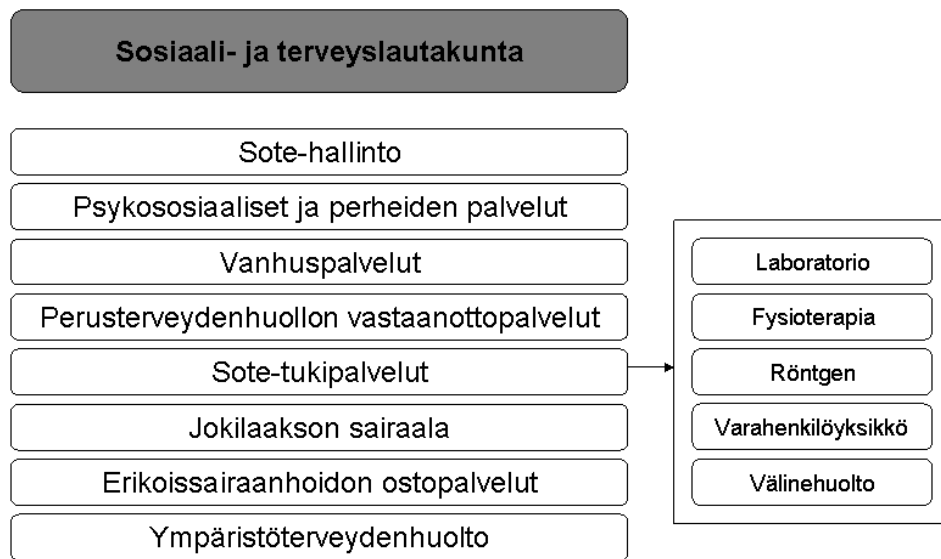 Sosiaali- ja terveyslautakunta
Sote-hallinto
Psykososiaaliset ja perheiden palvelut
Vanhuspalvelut
Perusterveydenhuollon vastaanottopalvelut
Sote-tukipalvelut
Jokilaakson sairaala
Erikoissairaanhoidon ostopalvelut
Ympäristöterveydenhuolto
Laboratorio
Fysioterapia
Röntgen
Varahenkilöyksikkö
Välinehuolto